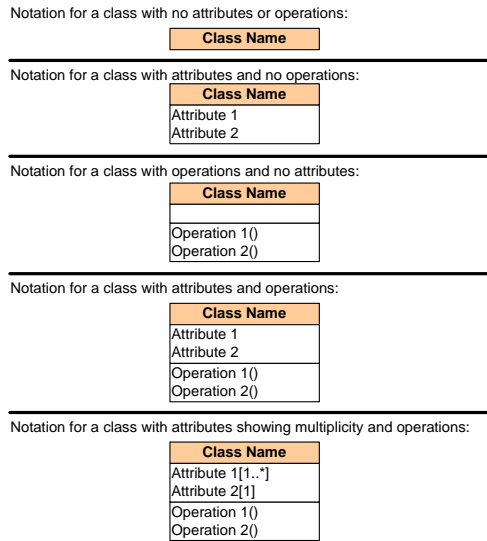 Notation for a class with no attributes or operations:
Class Name
Notation for a class with attributes and no operations:
Class Name
Attribute 1
Attribute 2
Notation for a class with operations and no attributes:
Class Name
Operation 1()
Operation 2()
Notation for a class with attributes and operations:
Class Name
Attribute 1
Attribute 2
Operation 1()
Operation 2()
Notation for a class with attributes showing multiplicity and operations:
Class Name
Attribute 1[1..*]
Attribute 2[1]
Operation 1()
Operation 2()